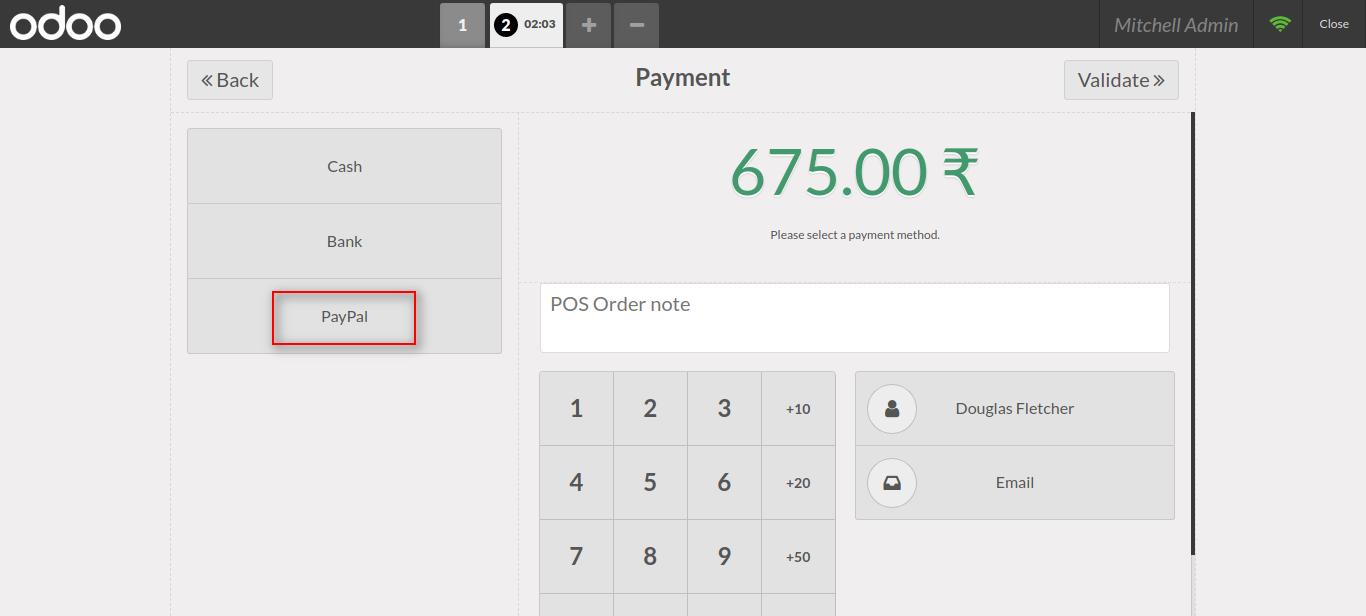 odoo
1
2 02:03
+
−
Mitchell Admin
Close
« Back
Payment
Validate »
Cash
Bank
PayPal
675.00 ₹
Please select a payment method.
POS Order note
1 2 3 +10
4 5 6 +20
7 8 9 +50
Douglas Fletcher
Email